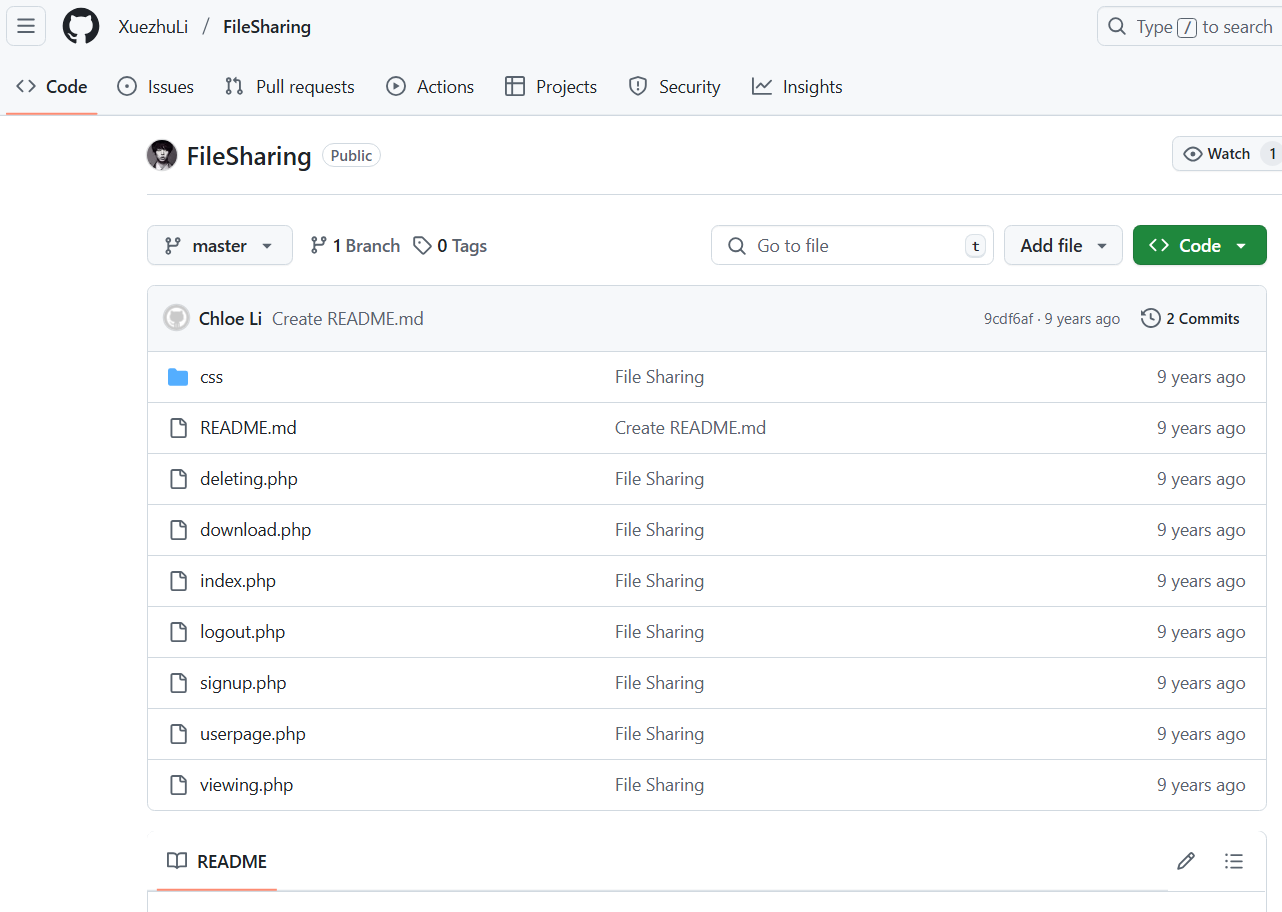 XuezhuLi / FileSharing
Type / to search
Code Issues Pull requests Actions Projects Security Insights
FileSharing Public
Watch 1
master 1 Branch 0 Tags
Go to file t
Add file
Code
Chloe Li Create README.md 9cdf6af · 9 years ago 2 Commits
css File Sharing 9 years ago
README.md Create README.md 9 years ago
deleting.php File Sharing 9 years ago
download.php File Sharing 9 years ago
index.php File Sharing 9 years ago
logout.php File Sharing 9 years ago
signup.php File Sharing 9 years ago
userpage.php File Sharing 9 years ago
viewing.php File Sharing 9 years ago
README